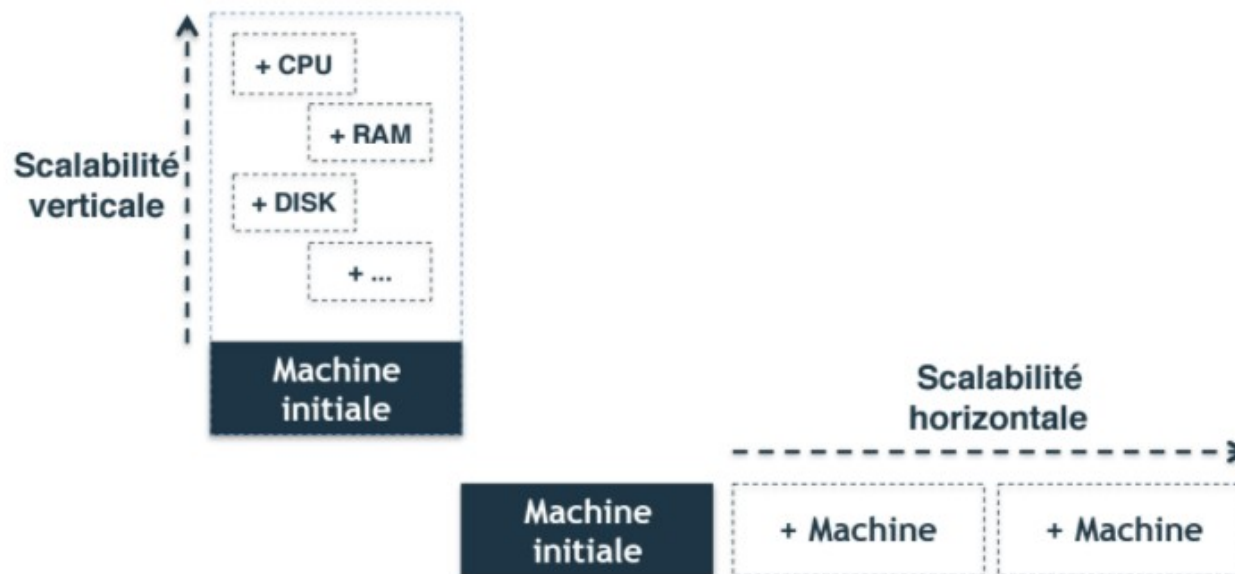 + CPU
+ RAM
Scalabilité
verticale
+ DISK
+ ...
Machine
initiale
Scalabilité
horizontale
Machine
initiale
+ Machine
+ Machine